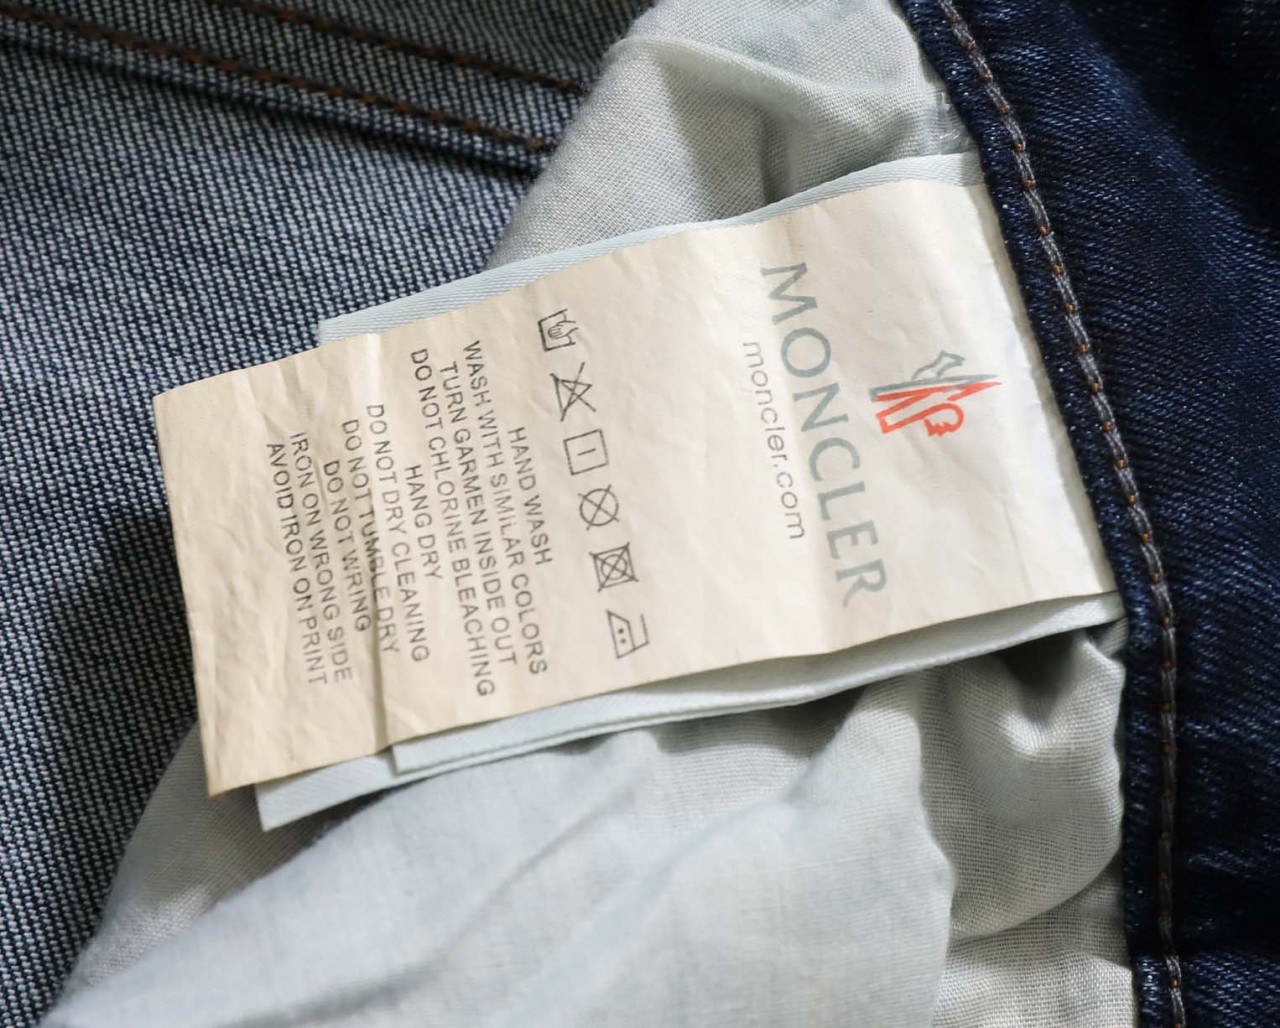 MONCLER
moncler.com
HAND WASH
WASH WITH SIMILAR COLORS
TURN GARMEN INSIDE OUT
DO NOT CHLORINE BLEACHING
HANG DRY
DO NOT DRY CLEANING
DO NOT TUMBLE DRY
DO NOT WRING
IRON ON WRONG SIDE
AVOID IRON ON PRINT